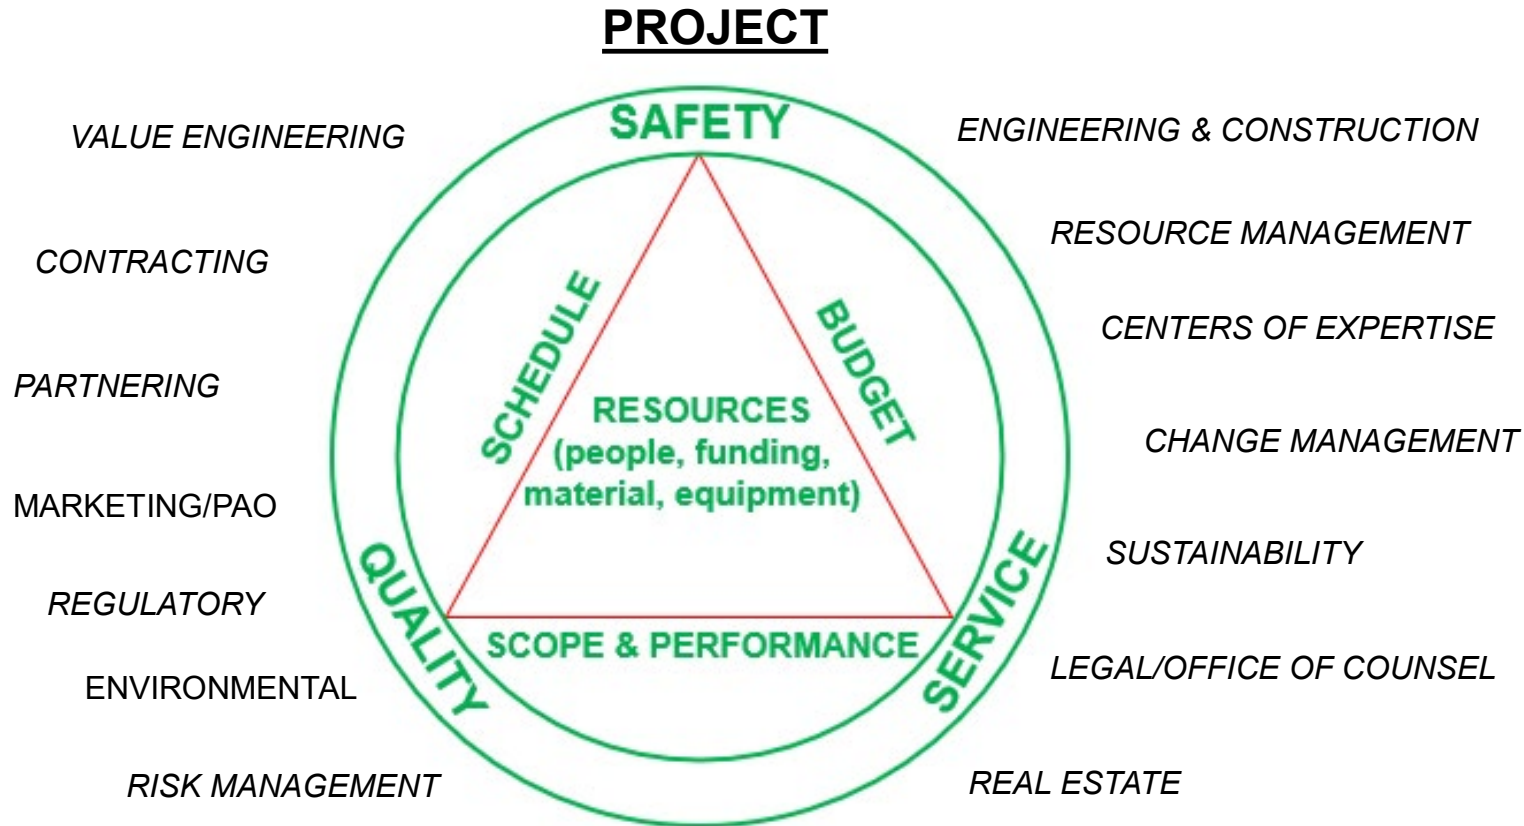 PROJECT
SAFETY
VALUE ENGINEERING
ENGINEERING & CONSTRUCTION
CONTRACTING
RESOURCE MANAGEMENT
PARTNERING
CENTERS OF EXPERTISE
SCHEDULE
BUDGET
RESOURCES
(people, funding,
material, equipment)
CHANGE MANAGEMENT
MARKETING/PAO
SUSTAINABILITY
REGULATORY
QUALITY
SCOPE & PERFORMANCE
SERVICE
ENVIRONMENTAL
LEGAL/OFFICE OF COUNSEL
RISK MANAGEMENT
REAL ESTATE